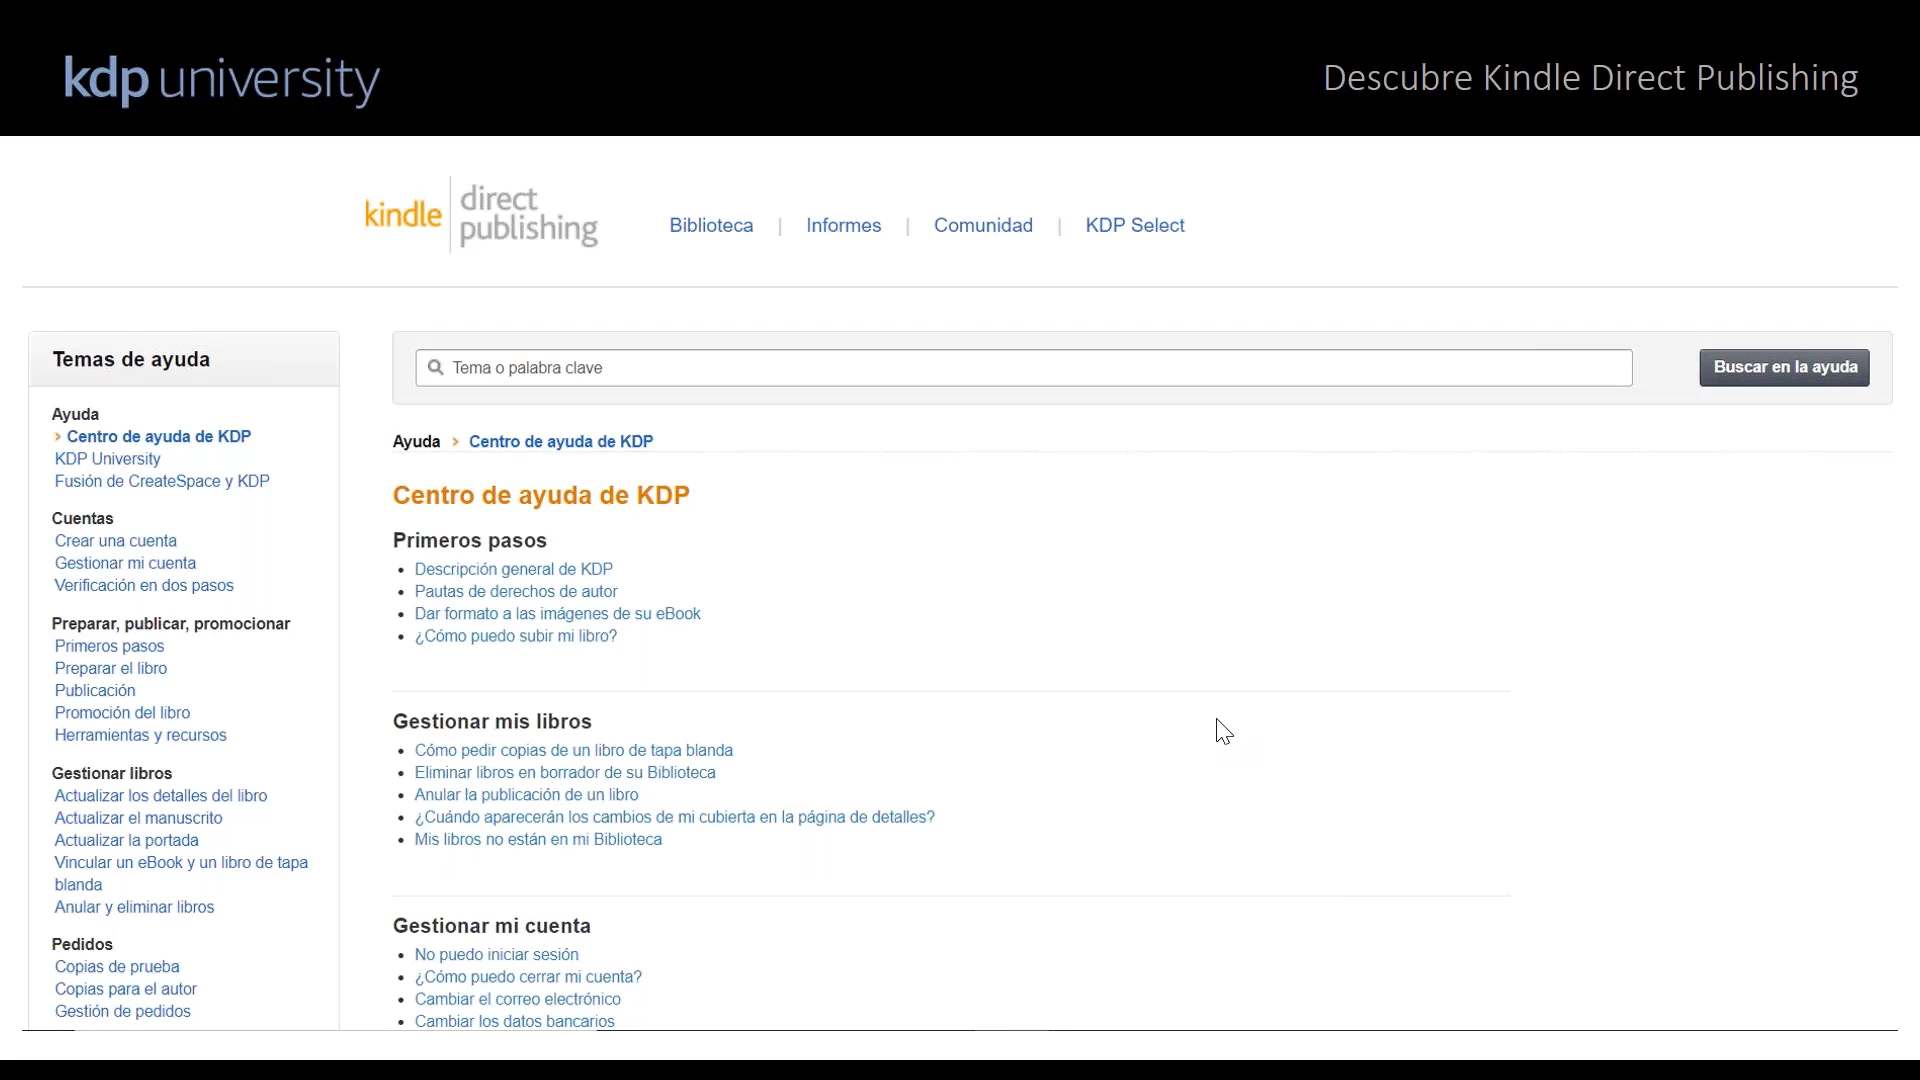 kdp university
Descubre Kindle Direct Publishing
kindle direct publishing
Biblioteca | Informes | Comunidad | KDP Select
Temas de ayuda
Ayuda
› Centro de ayuda de KDP
KDP University
Fusión de CreateSpace y KDP
Cuentas
Crear una cuenta
Gestionar mi cuenta
Verificación en dos pasos
Preparar, publicar, promocionar
Primeros pasos
Preparar el libro
Publicación
Promoción del libro
Herramientas y recursos
Gestionar libros
Actualizar los detalles del libro
Actualizar el manuscrito
Actualizar la portada
Vincular un eBook y un libro de tapa
blanda
Anular y eliminar libros
Pedidos
Copias de prueba
Copias para el autor
Gestión de pedidos
Tema o palabra clave
Buscar en la ayuda
Ayuda › Centro de ayuda de KDP
Centro de ayuda de KDP
Primeros pasos
• Descripción general de KDP
• Pautas de derechos de autor
• Dar formato a las imágenes de su eBook
• ¿Cómo puedo subir mi libro?
Gestionar mis libros
• Cómo pedir copias de un libro de tapa blanda
• Eliminar libros en borrador de su Biblioteca
• Anular la publicación de un libro
• ¿Cuándo aparecerán los cambios de mi cubierta en la página de detalles?
• Mis libros no están en mi Biblioteca
Gestionar mi cuenta
• No puedo iniciar sesión
• ¿Cómo puedo cerrar mi cuenta?
• Cambiar el correo electrónico
• Cambiar los datos bancarios